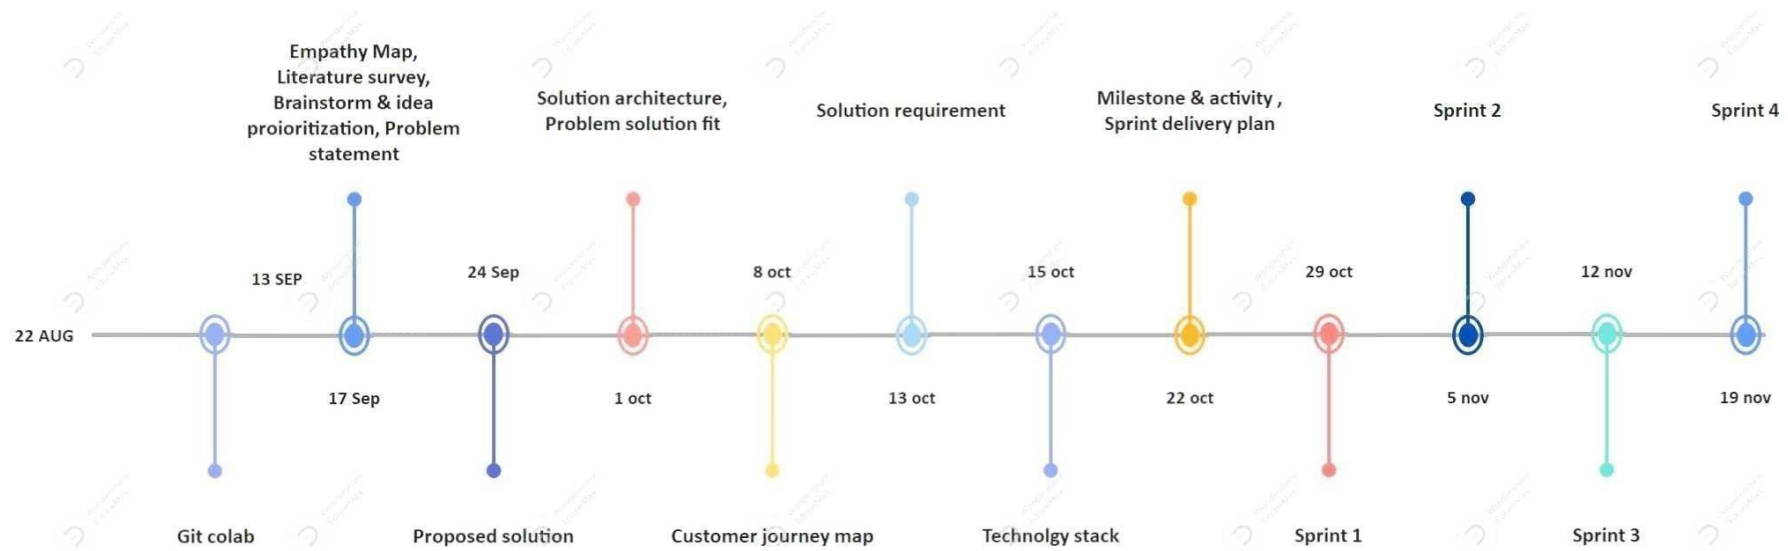 Empathy Map,
Literature survey,
Brainstorm & idea
proioritization, Problem
statement
Solution architecture,
Problem solution fit
Solution requirement
Milestone & activity ,
Sprint delivery plan
Sprint 2
Sprint 4
13 SEP
24 Sep
8 oct
15 oct
29 oct
12 nov
22 AUG
17 Sep
1 oct
13 oct
22 oct
5 nov
19 nov
Git colab
Proposed solution
Customer journey map
Technolgy stack
Sprint 1
Sprint 3